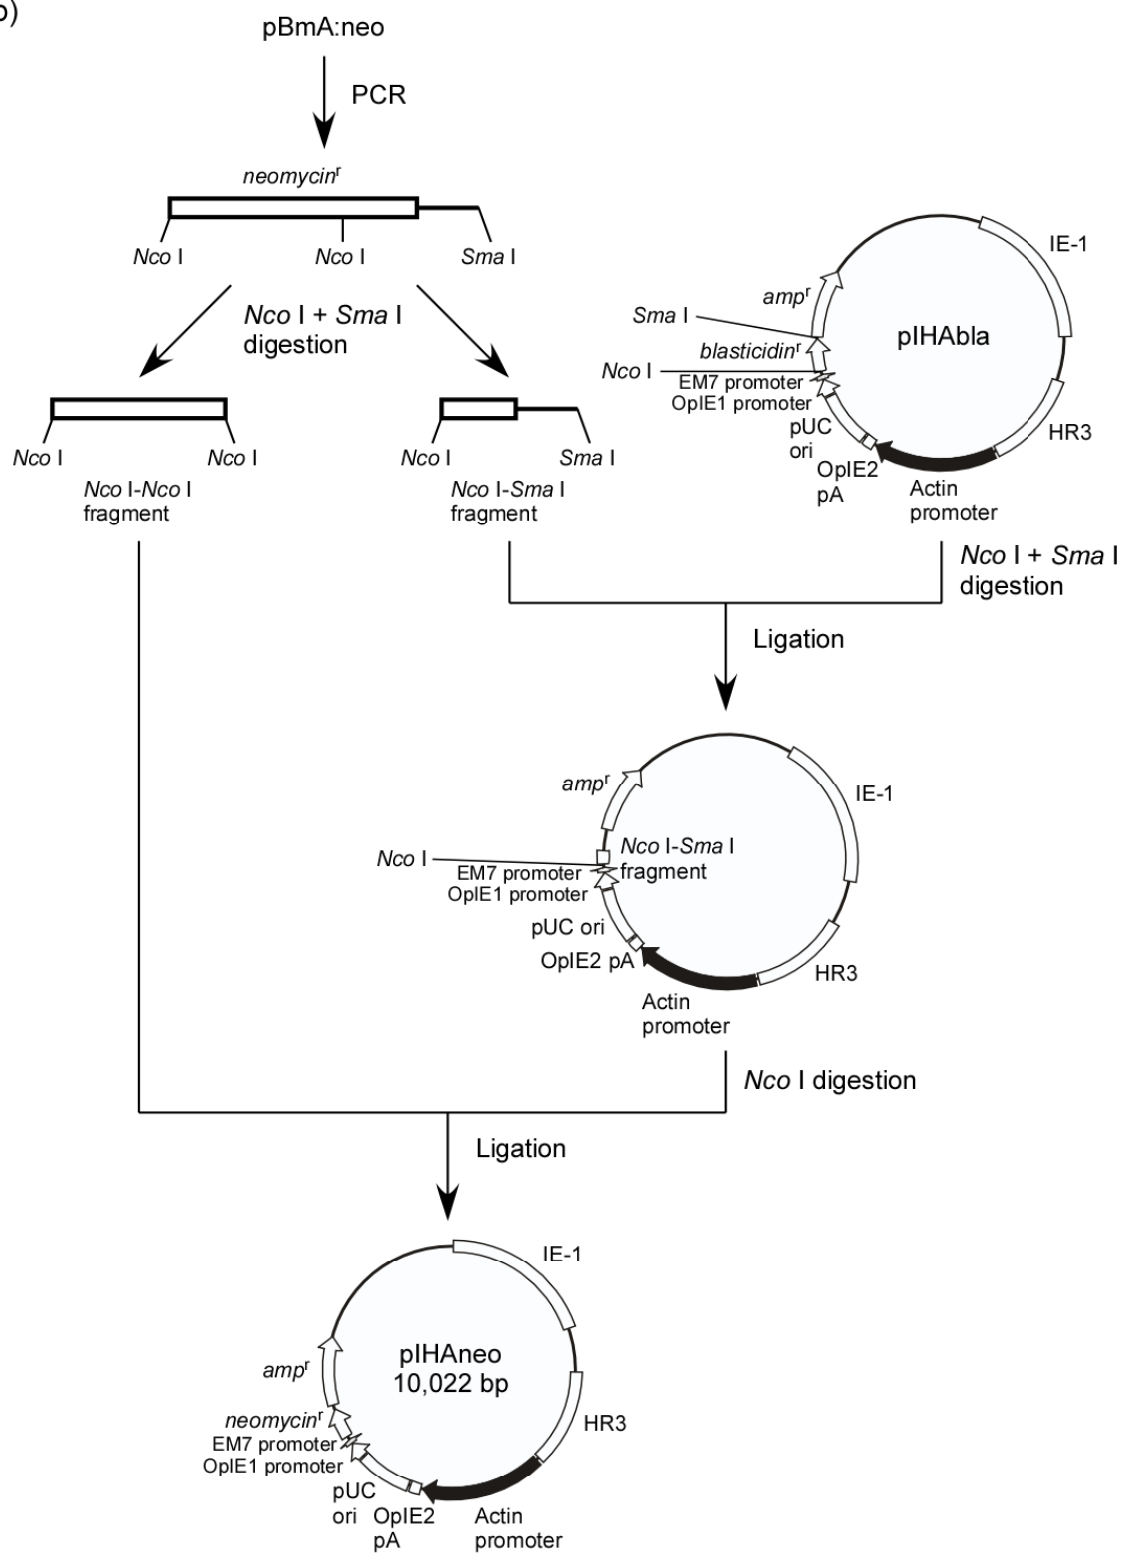 b)
pBmA:neo
PCR
neomycinʳ
Nco I
Nco I
Sma I
Nco I + Sma I
digestion
Nco I
Nco I
Nco I-Nco I
fragment
Nco I
Sma I
Nco I-Sma I
fragment
IE-1
ampʳ
Sma I
pIHAbla
blasticidinʳ
Nco I
EM7 promoter
OpIE1 promoter
pUC
ori
HR3
OpIE2
pA
Actin
promoter
Nco I + Sma I
digestion
Ligation
ampʳ
IE-1
Nco I-Sma I
fragment
Nco I
EM7 promoter
OpIE1 promoter
pUC ori
OpIE2 pA
HR3
Actin
promoter
Nco I digestion
Ligation
IE-1
pIHAneo
10,022 bp
ampʳ
neomycinʳ
HR3
EM7 promoter
OpIE1 promoter
pUC
ori
OpIE2
pA
Actin
promoter